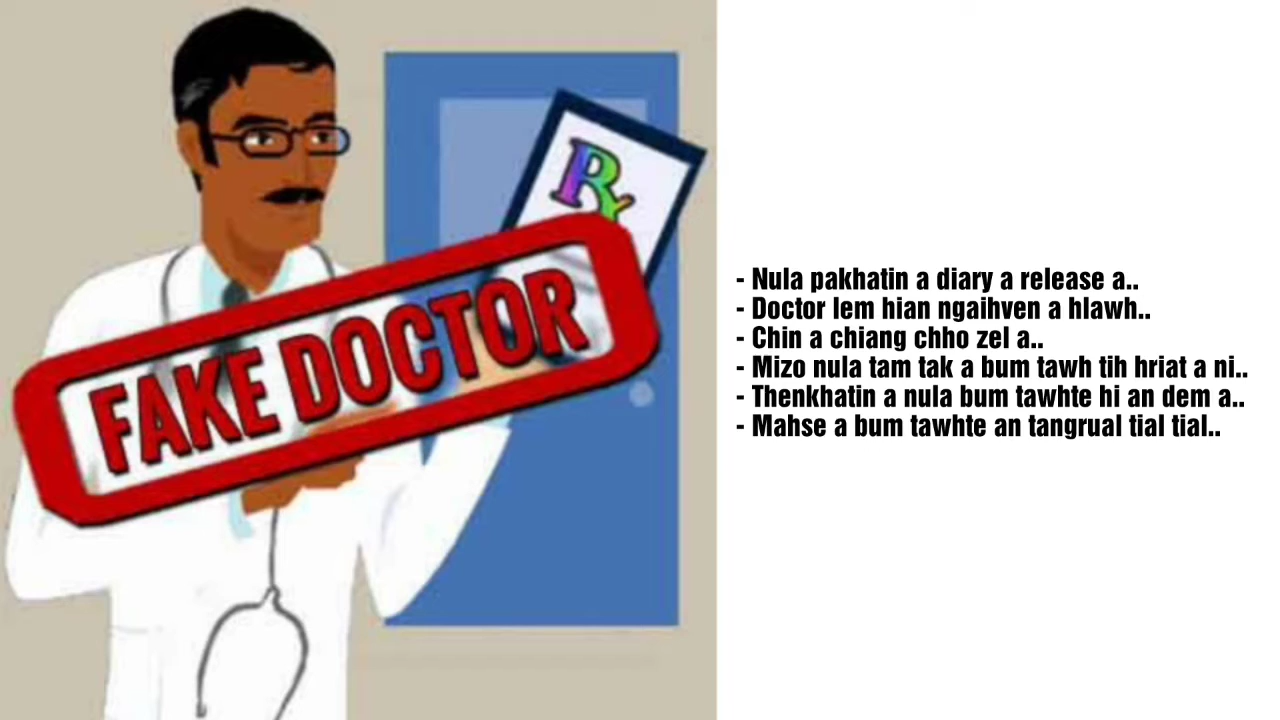 Rx
FAKE DOCTOR
- Nula pakhatin a diary a release a..
- Doctor lem hian ngaihven a hlawh..
- Chin a chiang chho zel a..
- Mizo nula tam tak a bum tawh tih hriat a ni..
- Thenkhatin a nula bum tawhte hi an dem a..
- Mahse a bum tawhte an tangrual tial tial..